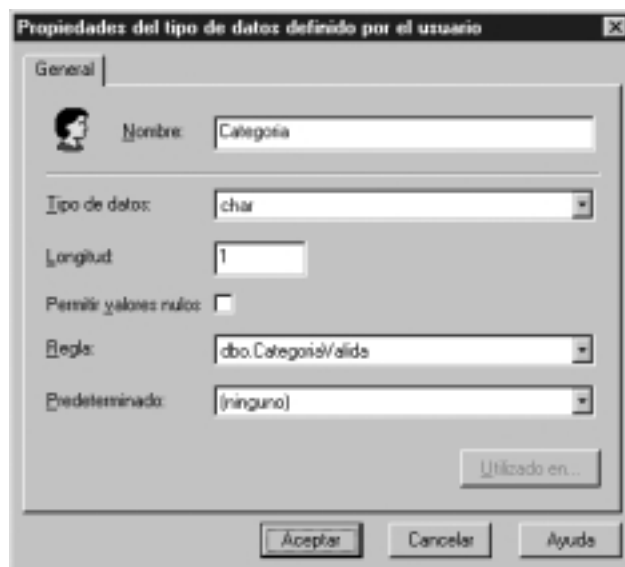 Propiedades del tipo de datos definido por el usuario
General
Nombre: Categoria
Tipo de datos: char
Longitud: 1
Permitir valores nulos
Regla: dbo.CategoriaValida
Predeterminado: (ninguno)
Utilizado en...
Aceptar Cancelar Ayuda